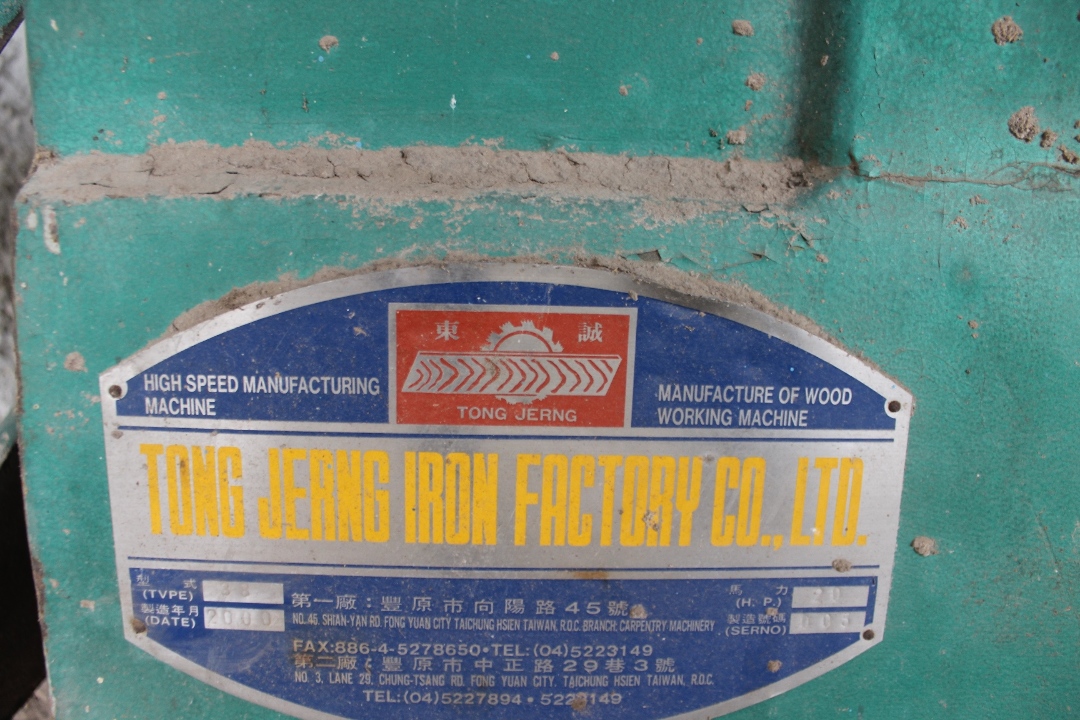 東 誠
TONG JERNG
HIGH SPEED MANUFACTURING
MACHINE
MANUFACTURE OF WOOD
WORKING MACHINE
TONG JERNG IRON FACTORY CO., LTD.
型 式
(TVPE)
製造年月
(DATE) 2000
馬 力
(H. P.) 20
製造號碼
(SERNO)
第一廠：豐原市向陽路45號
NO.45 SHIAN-YAN RD. FONG YUAN CITY TAICHUNG HSIEN TAIWAN, R.O.C. BRANCH: CARPENTRY MACHINERY
FAX:886-4-5278650•TEL:(04)5223149
第二廠：豐原市中正路29巷3號
NO. 3, LANE 29, CHUNG-TSANG RD. FONG YUAN CITY. TAICHUNG HSIEN TAIWAN, R.O.C.
TEL:(04)5227894•5223149